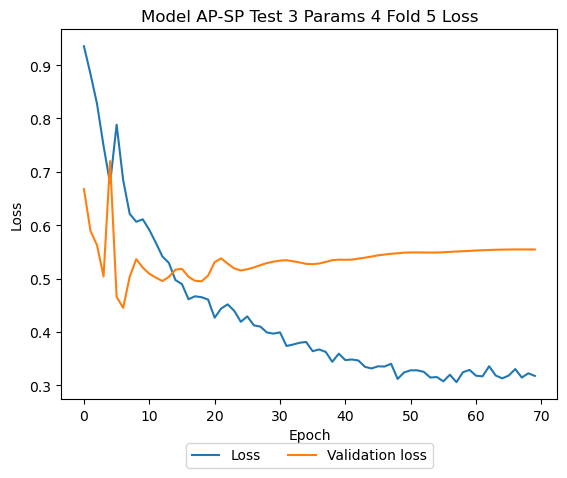 Model AP-SP Test 3 Params 4 Fold 5 Loss
Loss
0.9
0.8
0.7
0.6
0.5
0.4
0.3
0 10 20 30 40 50 60 70
Epoch
Loss Validation loss